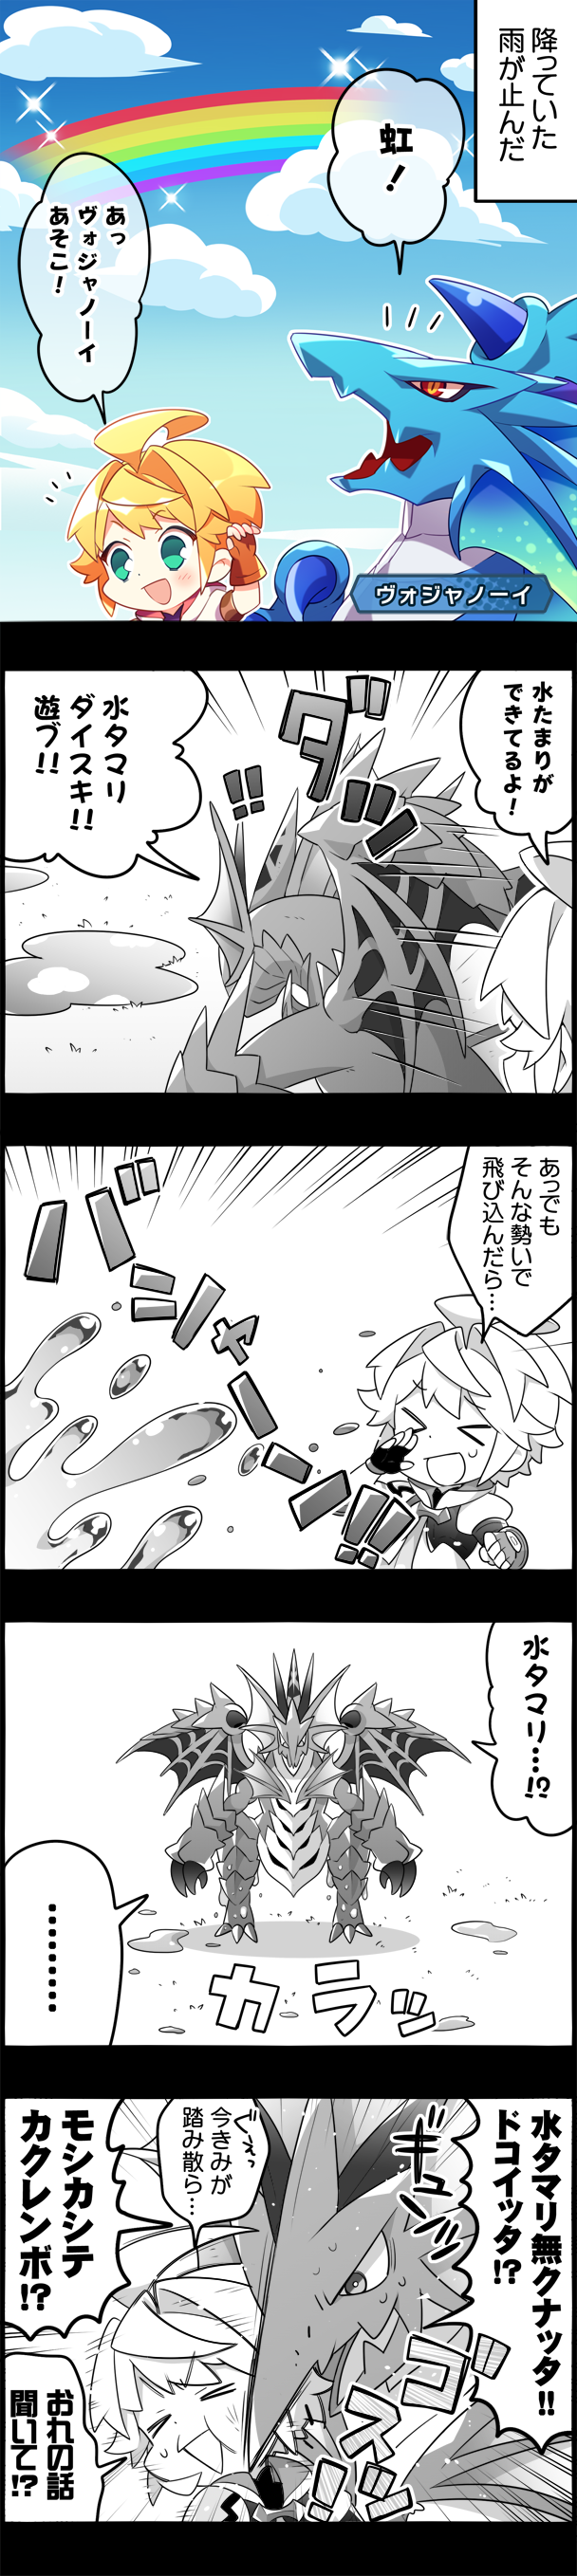 降っていた
雨が止んだ
虹！
あっ
ヴォジャノーイ
あそこ！
ヴォジャノーイ
水たまりが
できてるよ！
ダッ!!
水タマリ
ダイスキ!!
遊ブ!!
あっでも
そんな勢いで
飛び込んだら…
バシャーーン!!
水タマリ…!?
………
カラッ
水タマリ無クナッタ!!
ドコイッタ!?
ギュン
ぐえっ
今きみが
踏み散ら…
モシカシテ
カクレンボ!?
ゴスッ!
おれの話
聞いて!?